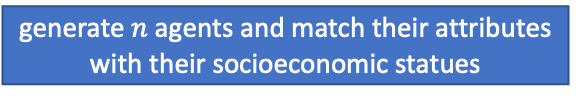 generate n agents and match their attributes
with their socioeconomic statues